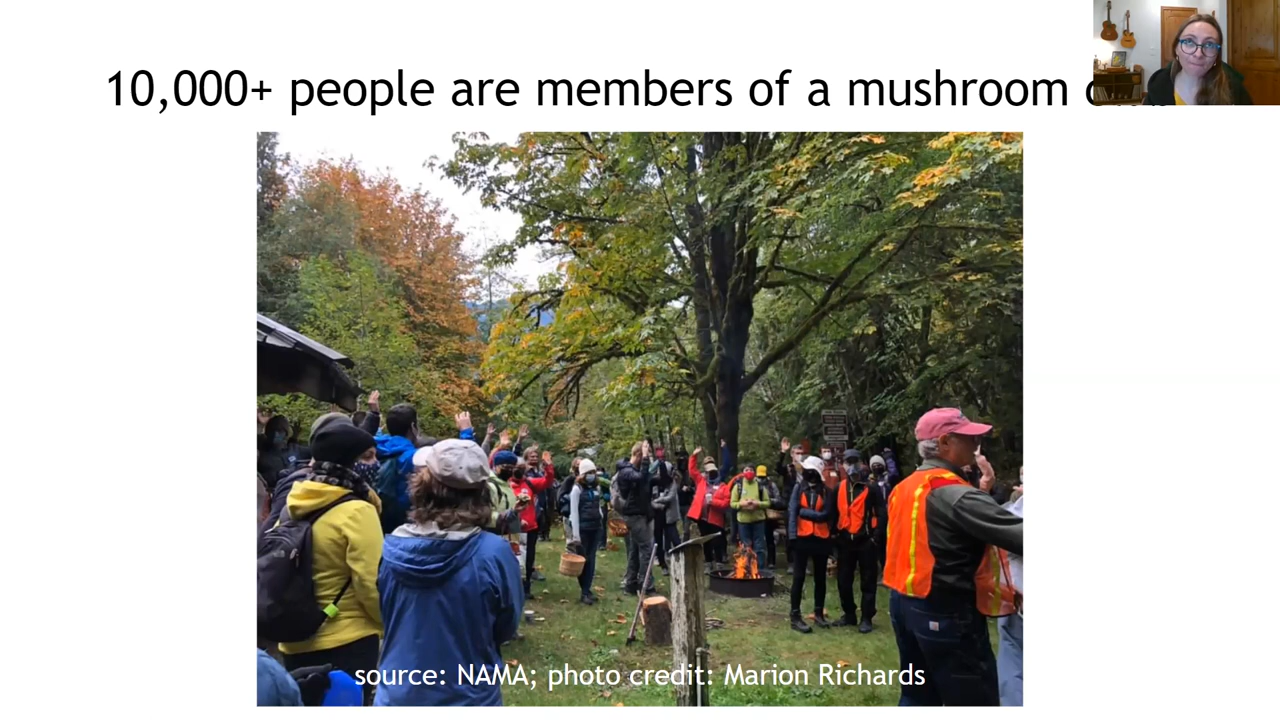 10,000+ people are members of a mushroom
source: NAMA; photo credit: Marion Richards